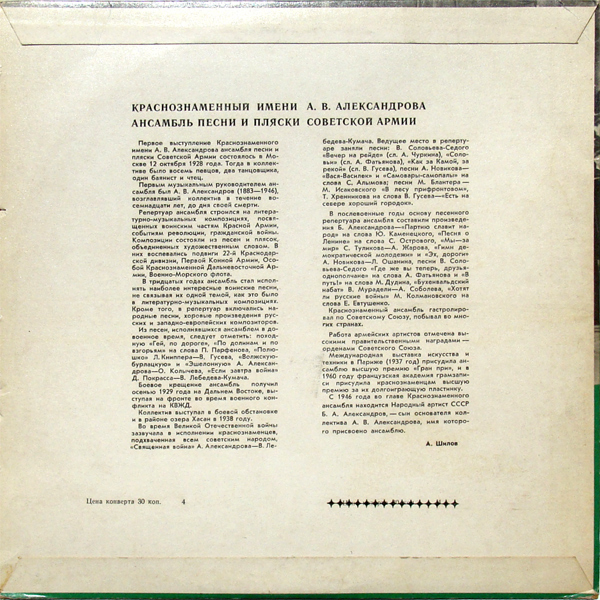 КРАСНОЗНАМЕННЫЙ ИМЕНИ А. В. АЛЕКСАНДРОВА
АНСАМБЛЬ ПЕСНИ И ПЛЯСКИ СОВЕТСКОЙ АРМИИ
Первое выступление Краснознаменного
имени А. В. Александрова ансамбля песни и
пляски Советской Армии состоялось в Мо-
скве 12 октября 1928 года. Тогда в коллек-
тиве было восемь певцов, два танцовщика,
один баянист и чтец.
Первым музыкальным руководителем ан-
самбля был А. В. Александров (1883—1946),
возглавлявший коллектив в течение во-
семнадцати лет, до дня своей смерти.
Репертуар ансамбля строился на литера-
турно-музыкальных композициях, посвя-
щенных воинским частям Красной Армии,
событиям революции, гражданской войны.
Композиции состояли из песен и плясок,
объединенных художественным словом. В
них воспевались подвиги 22-й Краснодар-
ской дивизии, Первой Конной Армии, Осо-
бой Краснознаменной Дальневосточной Ар-
мии, Военно-Морского флота.
В тридцатых годах ансамбль стал испол-
нять наиболее интересные воинские песни,
не связывая их одной темой, как это было
в литературно-музыкальных композициях.
Кроме того, в репертуар включались на-
родные песни, хоровые произведения рус-
ских и западно-европейских композиторов.
Из песен, исполнявшихся ансамблем в до-
военное время, следует отметить: поход-
ную «Гей, по дороге», «По долинам и по
взгорьям» на слова П. Парфенова, «Полю-
шко» Л. Книппера—В. Гусева, «Волжскую-
бурлацкую» и «Эшелонную» А. Алексан-
дрова—О. Колычева, «Если завтра война»
Д. Покрасса—В. Лебедева-Кумача.
Боевое крещение ансамбль получил
осенью 1929 года на Дальнем Востоке, вы-
ступая на фронте во время военного кон-
фликта на КВЖД.
Коллектив выступал в боевой обстановке
и в районе озера Хасан в 1938 году.
Во время Великой Отечественной войны
зазвучала в исполнении краснознаменцев,
подхваченная всем советским народом,
«Священная война» А. Александрова—В. Ле-
бедева-Кумача. Ведущее место в реперту-
аре заняли песни: В. Соловьева-Седого
«Вечер на рейде» (сл. А. Чуркина), «Соло-
вьи» (сл. А. Фатьянова), «Как за Камой, за
рекой» (сл. В. Гусева), песни А. Новикова—
«Вася-Василек» и «Самовары-самопалы» на
слова С. Алымова; песни М. Блантера—
М. Исаковского «В лесу прифронтовом»,
Т. Хренникова на слова В. Гусева—«Есть на
севере хороший городок».
В послевоенные годы основу песенного
репертуара ансамбля составили произведе-
ния Б. Александрова—«Партию славит на-
род» на слова Ю. Каменецкого, «Песня о
Ленине» на слова С. Острового, «Мы—за
мир» С. Туликова—А. Жарова, «Гимн де-
мократической молодежи» и «Эх, дороги»
А. Новикова—Л. Ошанина, песни В. Соло-
вьева-Седого «Где же вы теперь, друзья-
однополчане» на слова А. Фатьянова и «В
путь!» на слова М. Дудина, «Бухенвальдский
набат» В. Мурадели—А. Соболева, «Хотят
ли русские войны» М. Колмановского на
слова Е. Евтушенко.
Краснознаменный ансамбль гастролиро-
вал по Советскому Союзу, побывал во мно-
гих странах.
Работа армейских артистов отмечена вы-
сокими правительственными наградами—
орденами Советского Союза.
Международная выставка искусства и
техники в Париже (1937 год) присудила ан-
самблю высшую премию «Гран при», и в
1960 году французская академия грамзапи-
си присудила краснознаменцам высшую
премию за их долгоиграющую пластинку.
С 1946 года во главе Краснознаменного
ансамбля находится Народный артист СССР
Б. А. Александров,—сын основателя кол-
лектива А. В. Александрова, имя кото-
рого присвоено ансамблю.
А. Шилов
Цена конверта 30 коп. 4